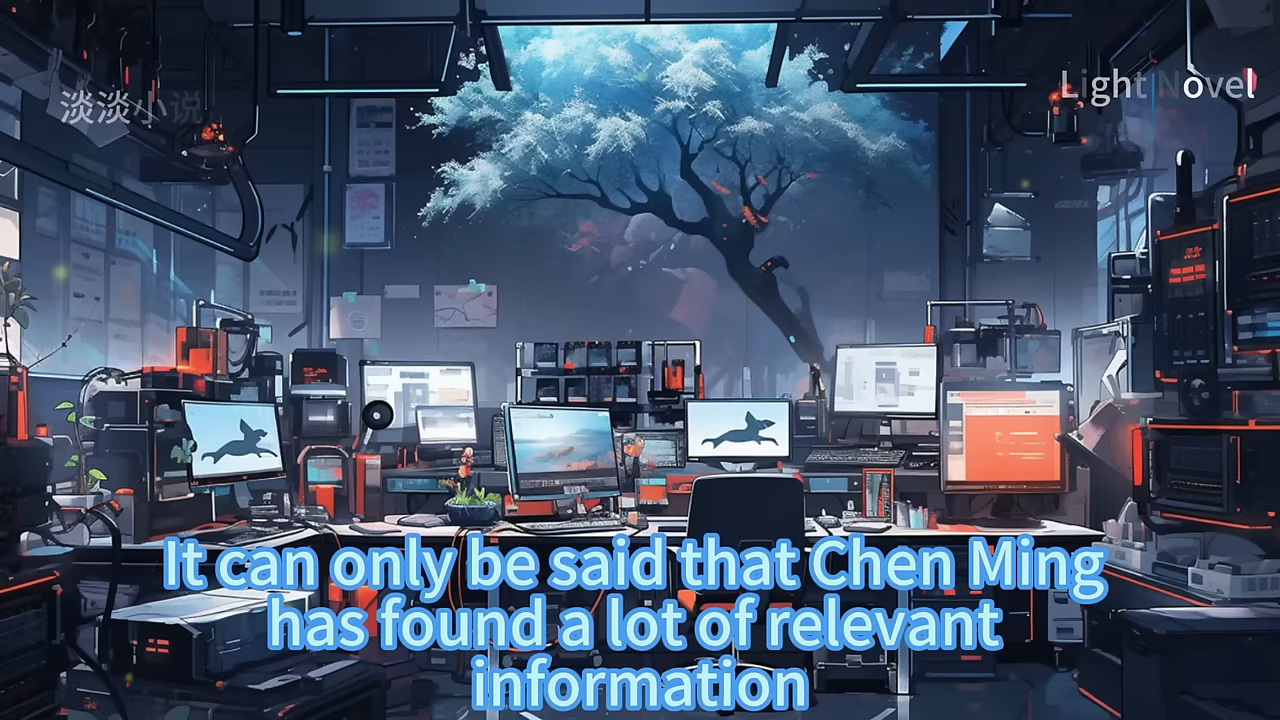 淡淡小说
Light Novel
It can only be said that Chen Ming
has found a lot of relevant
information